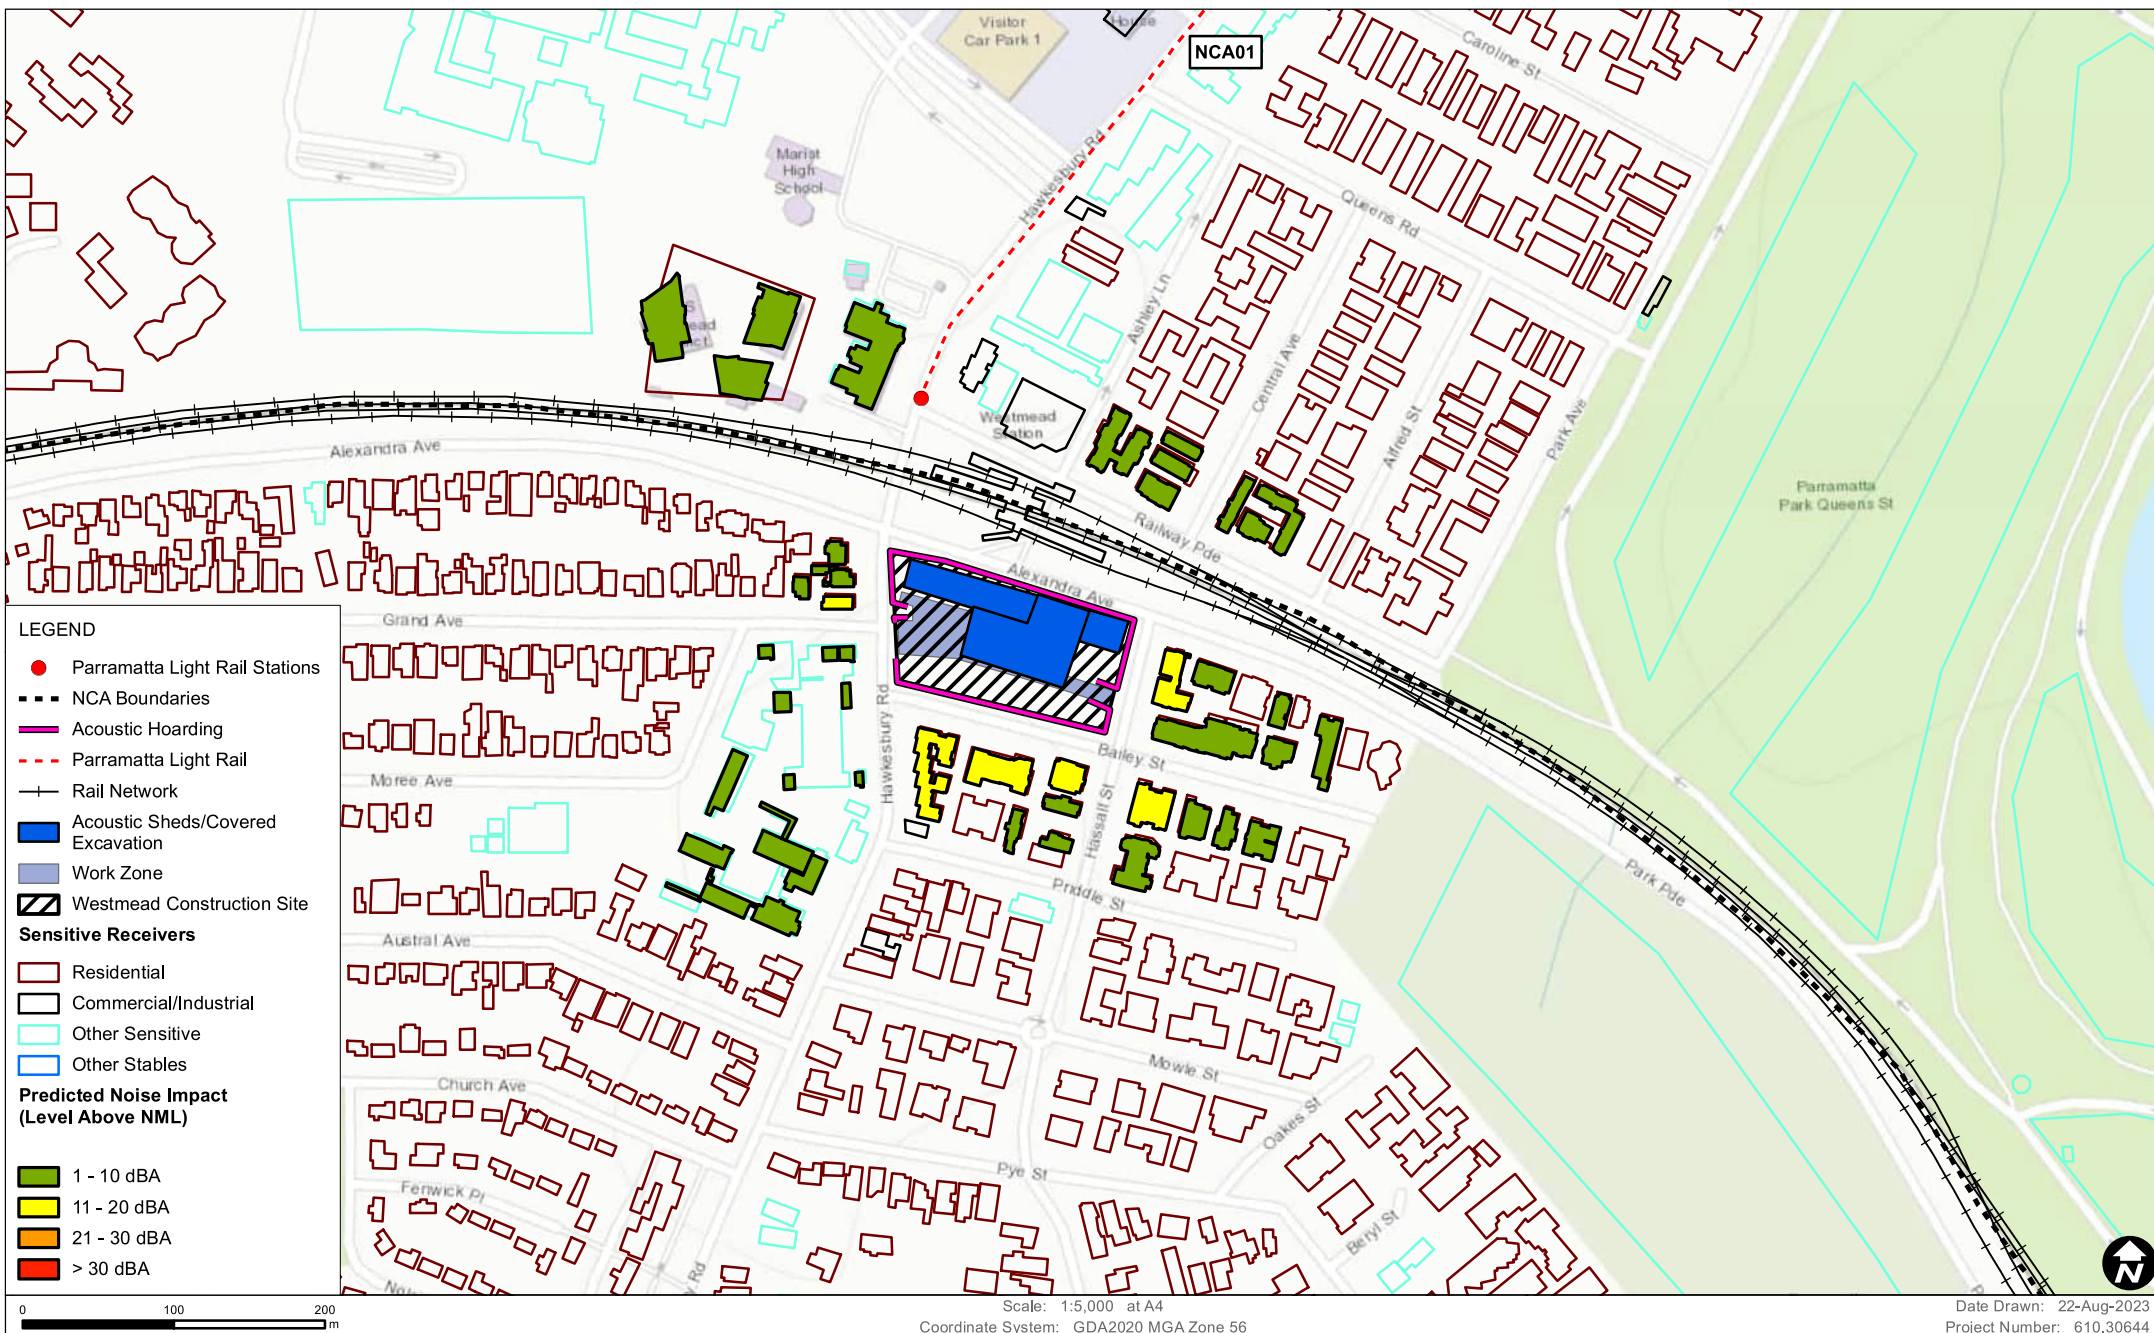 Visitor
Car Park 1
House
NCA01
Caroline St
Marist
High
School
Hawkesbury Rd
Queens Rd
Ashley Ln
Central Ave
Alfred St
Park Ave
Westmead
Station
Parramatta
Park Queens St
Alexandra Ave
Railway Pde
Alexandra Ave
Grand Ave
Hawkesbury Rd
Bailey St
Hassall St
Moree Ave
Priddle St
Park Pde
Austral Ave
Mowle St
Church Ave
Oakes St
Pye St
Fenwick Pl
Beryl St
y Rd
LEGEND
Parramatta Light Rail Stations
NCA Boundaries
Acoustic Hoarding
Parramatta Light Rail
Rail Network
Acoustic Sheds/Covered
Excavation
Work Zone
Westmead Construction Site
Sensitive Receivers
Residential
Commercial/Industrial
Other Sensitive
Other Stables
Predicted Noise Impact
(Level Above NML)
1 - 10 dBA
11 - 20 dBA
21 - 30 dBA
> 30 dBA
N
0 100 200
m
Scale: 1:5,000 at A4
Coordinate System: GDA2020 MGA Zone 56
Date Drawn: 22-Aug-2023
Project Number: 610.30644